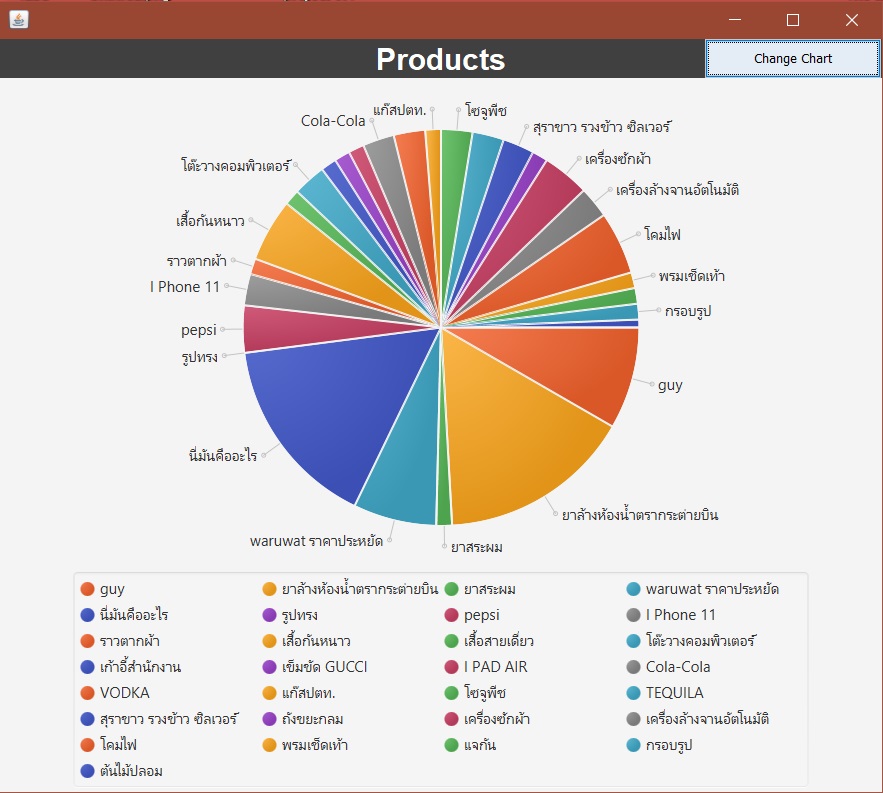 Products
Change Chart
แก๊สปตท.
โซจูพีช
Cola-Cola
สุราขาว รวงข้าว ซิลเวอร์
โต๊ะวางคอมพิวเตอร์
เครื่องซักผ้า
เครื่องล้างจานอัตโนมัติ
เสื้อกันหนาว
โคมไฟ
ราวตากผ้า
พรมเช็ดเท้า
I Phone 11
กรอบรูป
pepsi
รูปทรง
guy
นี่มันคืออะไร
ยาล้างห้องน้ำตรากระต่ายบิน
waruwat ราคาประหยัด
ยาสระผม
guy ยาล้างห้องน้ำตรากระต่ายบิน ยาสระผม waruwat ราคาประหยัด
นี่มันคืออะไร รูปทรง pepsi I Phone 11
ราวตากผ้า เสื้อกันหนาว เสื้อสายเดี่ยว โต๊ะวางคอมพิวเตอร์
เก้าอี้สำนักงาน เข็มขัด GUCCI I PAD AIR Cola-Cola
VODKA แก๊สปตท. โซจูพีช TEQUILA
สุราขาว รวงข้าว ซิลเวอร์ ถังขยะกลม เครื่องซักผ้า เครื่องล้างจานอัตโนมัติ
โคมไฟ พรมเช็ดเท้า แจกัน กรอบรูป
ต้นไม้ปลอม